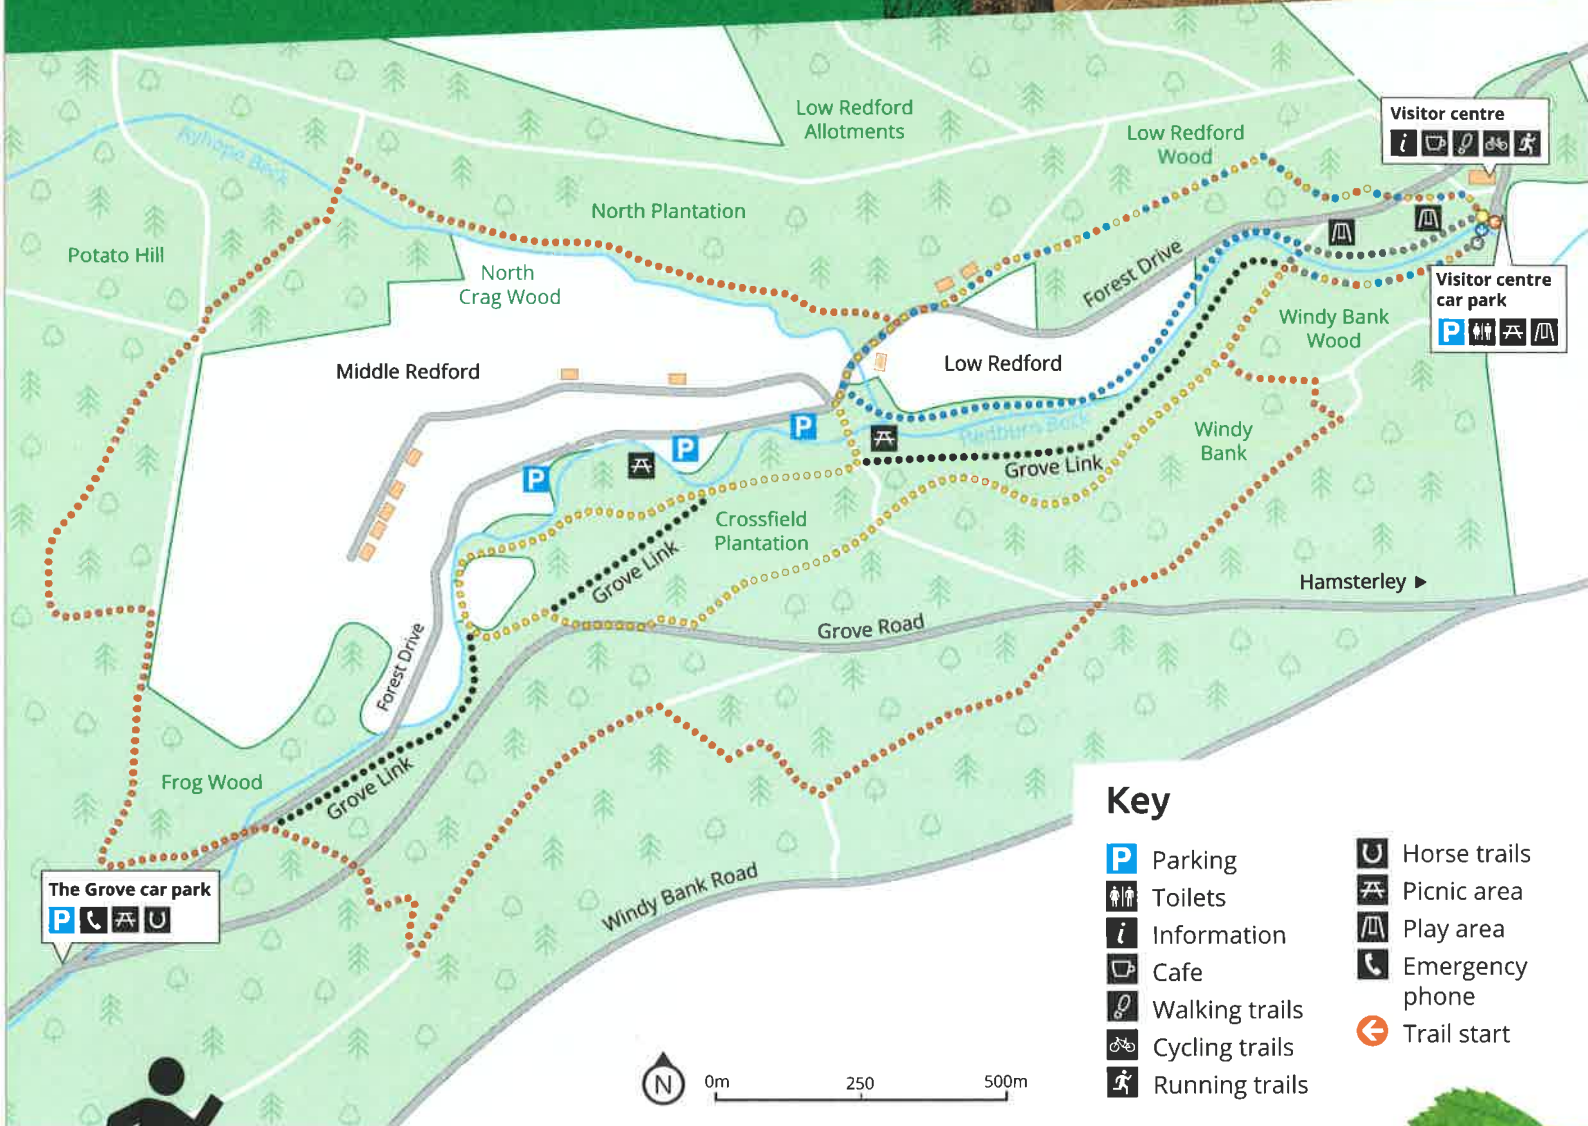 Visitor centre
Low Redford
Allotments
Low Redford
Wood
Ayhope Beck
North Plantation
Potato Hill
North
Crag Wood
Forest Drive
Visitor centre
car park
P
Windy Bank
Wood
Middle Redford
Low Redford
P
P
P
Redburn Beck
Windy
Bank
Grove Link
Crossfield
Plantation
Grove Link
Hamsterley
Grove Road
Forest Drive
Frog Wood
Grove Link
The Grove car park
P
Windy Bank Road
Key
P Parking
Toilets
i Information
Cafe
Walking trails
Cycling trails
Running trails
Horse trails
Picnic area
Play area
Emergency
phone
Trail start
N
0m 250 500m